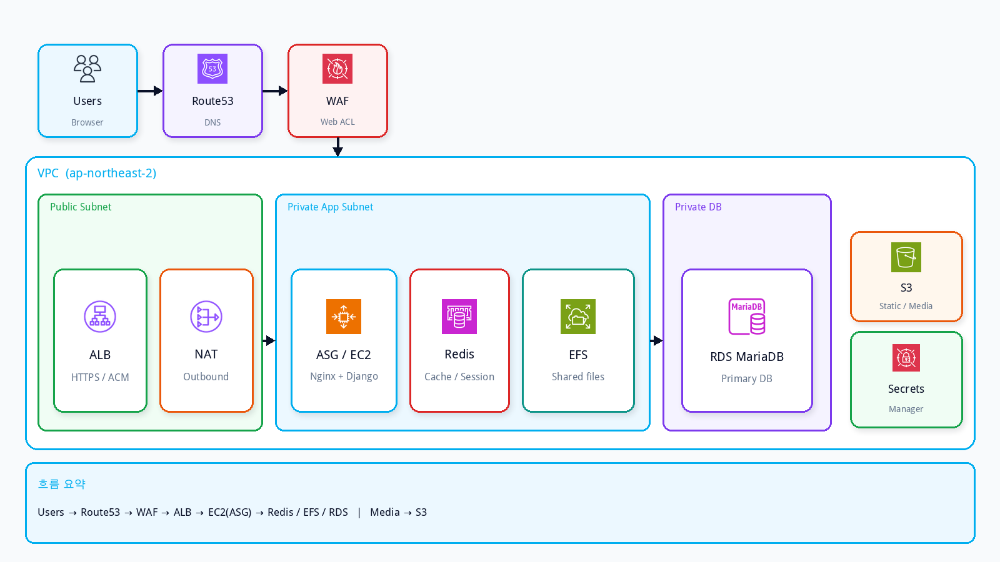 Users
Browser
53
Route53
DNS
WAF
Web ACL
VPC (ap-northeast-2)
Public Subnet
ALB
HTTPS / ACM
NAT
Outbound
Private App Subnet
ASG / EC2
Nginx + Django
Redis
Cache / Session
EFS
Shared files
Private DB
MariaDB
RDS MariaDB
Primary DB
S3
Static / Media
Secrets
Manager
흐름 요약
Users → Route53 → WAF → ALB → EC2(ASG) → Redis / EFS / RDS | Media → S3